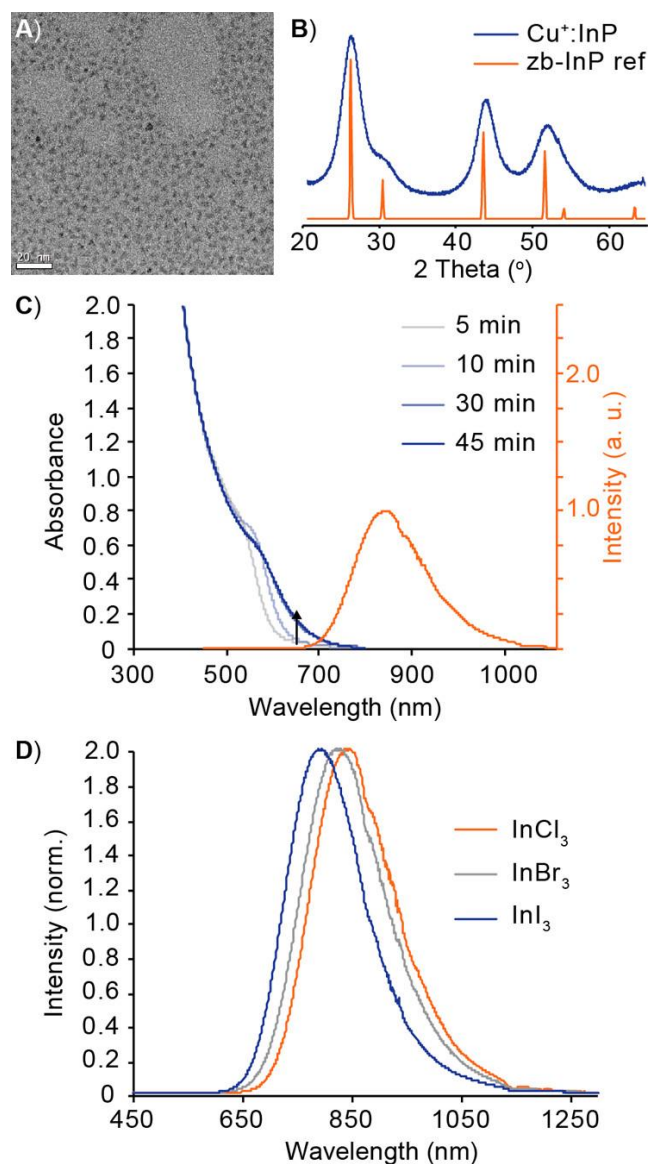 A)
20 nm
B)
Cu⁺:InP
zb-InP ref
20 30 40 50 60
2 Theta (°)
C)
2.0
1.8
1.6
1.4
1.2
1.0
0.8
0.6
0.4
0.2
0
Absorbance
5 min
10 min
30 min
45 min
2.0
1.0
Intensity (a. u.)
300 500 700 900 1000
Wavelength (nm)
D)
2.0
1.8
1.6
1.4
1.2
1.0
0.8
0.6
0.4
0.2
0
Intensity (norm.)
InCl₃
InBr₃
InI₃
450 650 850 1050 1250
Wavelength (nm)